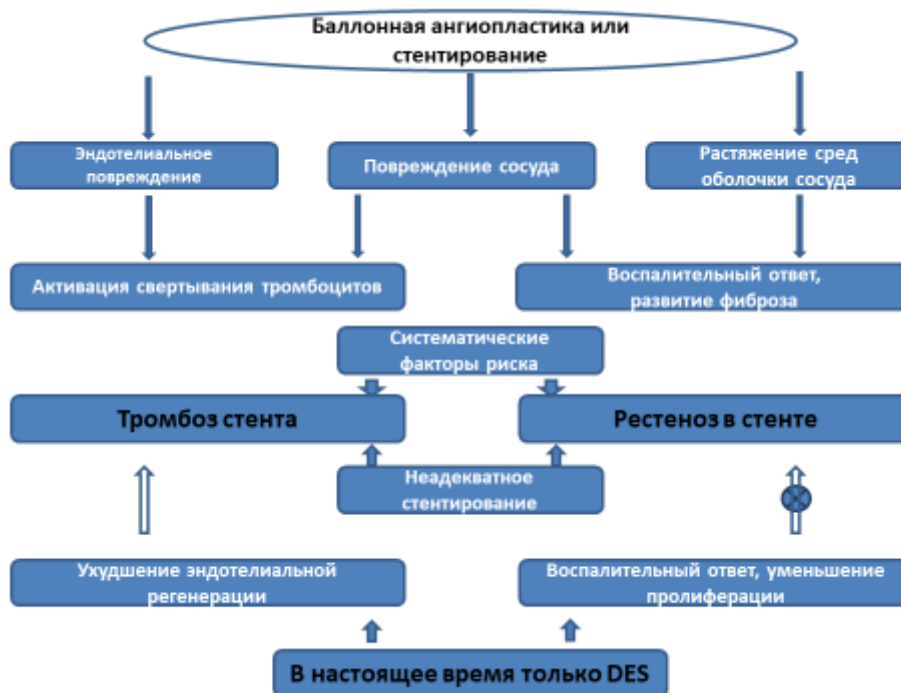 Баллонная ангиопластика или
стентирование
Эндотелиальное
повреждение
Повреждение сосуда
Растяжение сред
оболочки сосуда
Активация свертывания тромбоцитов
Воспалительный ответ,
развитие фиброза
Систематические
факторы риска
Тромбоз стента
Рестеноз в стенте
Неадекватное
стентирование
Ухудшение эндотелиальной
регенерации
Воспалительный ответ, уменьшение
пролиферации
В настоящее время только DES